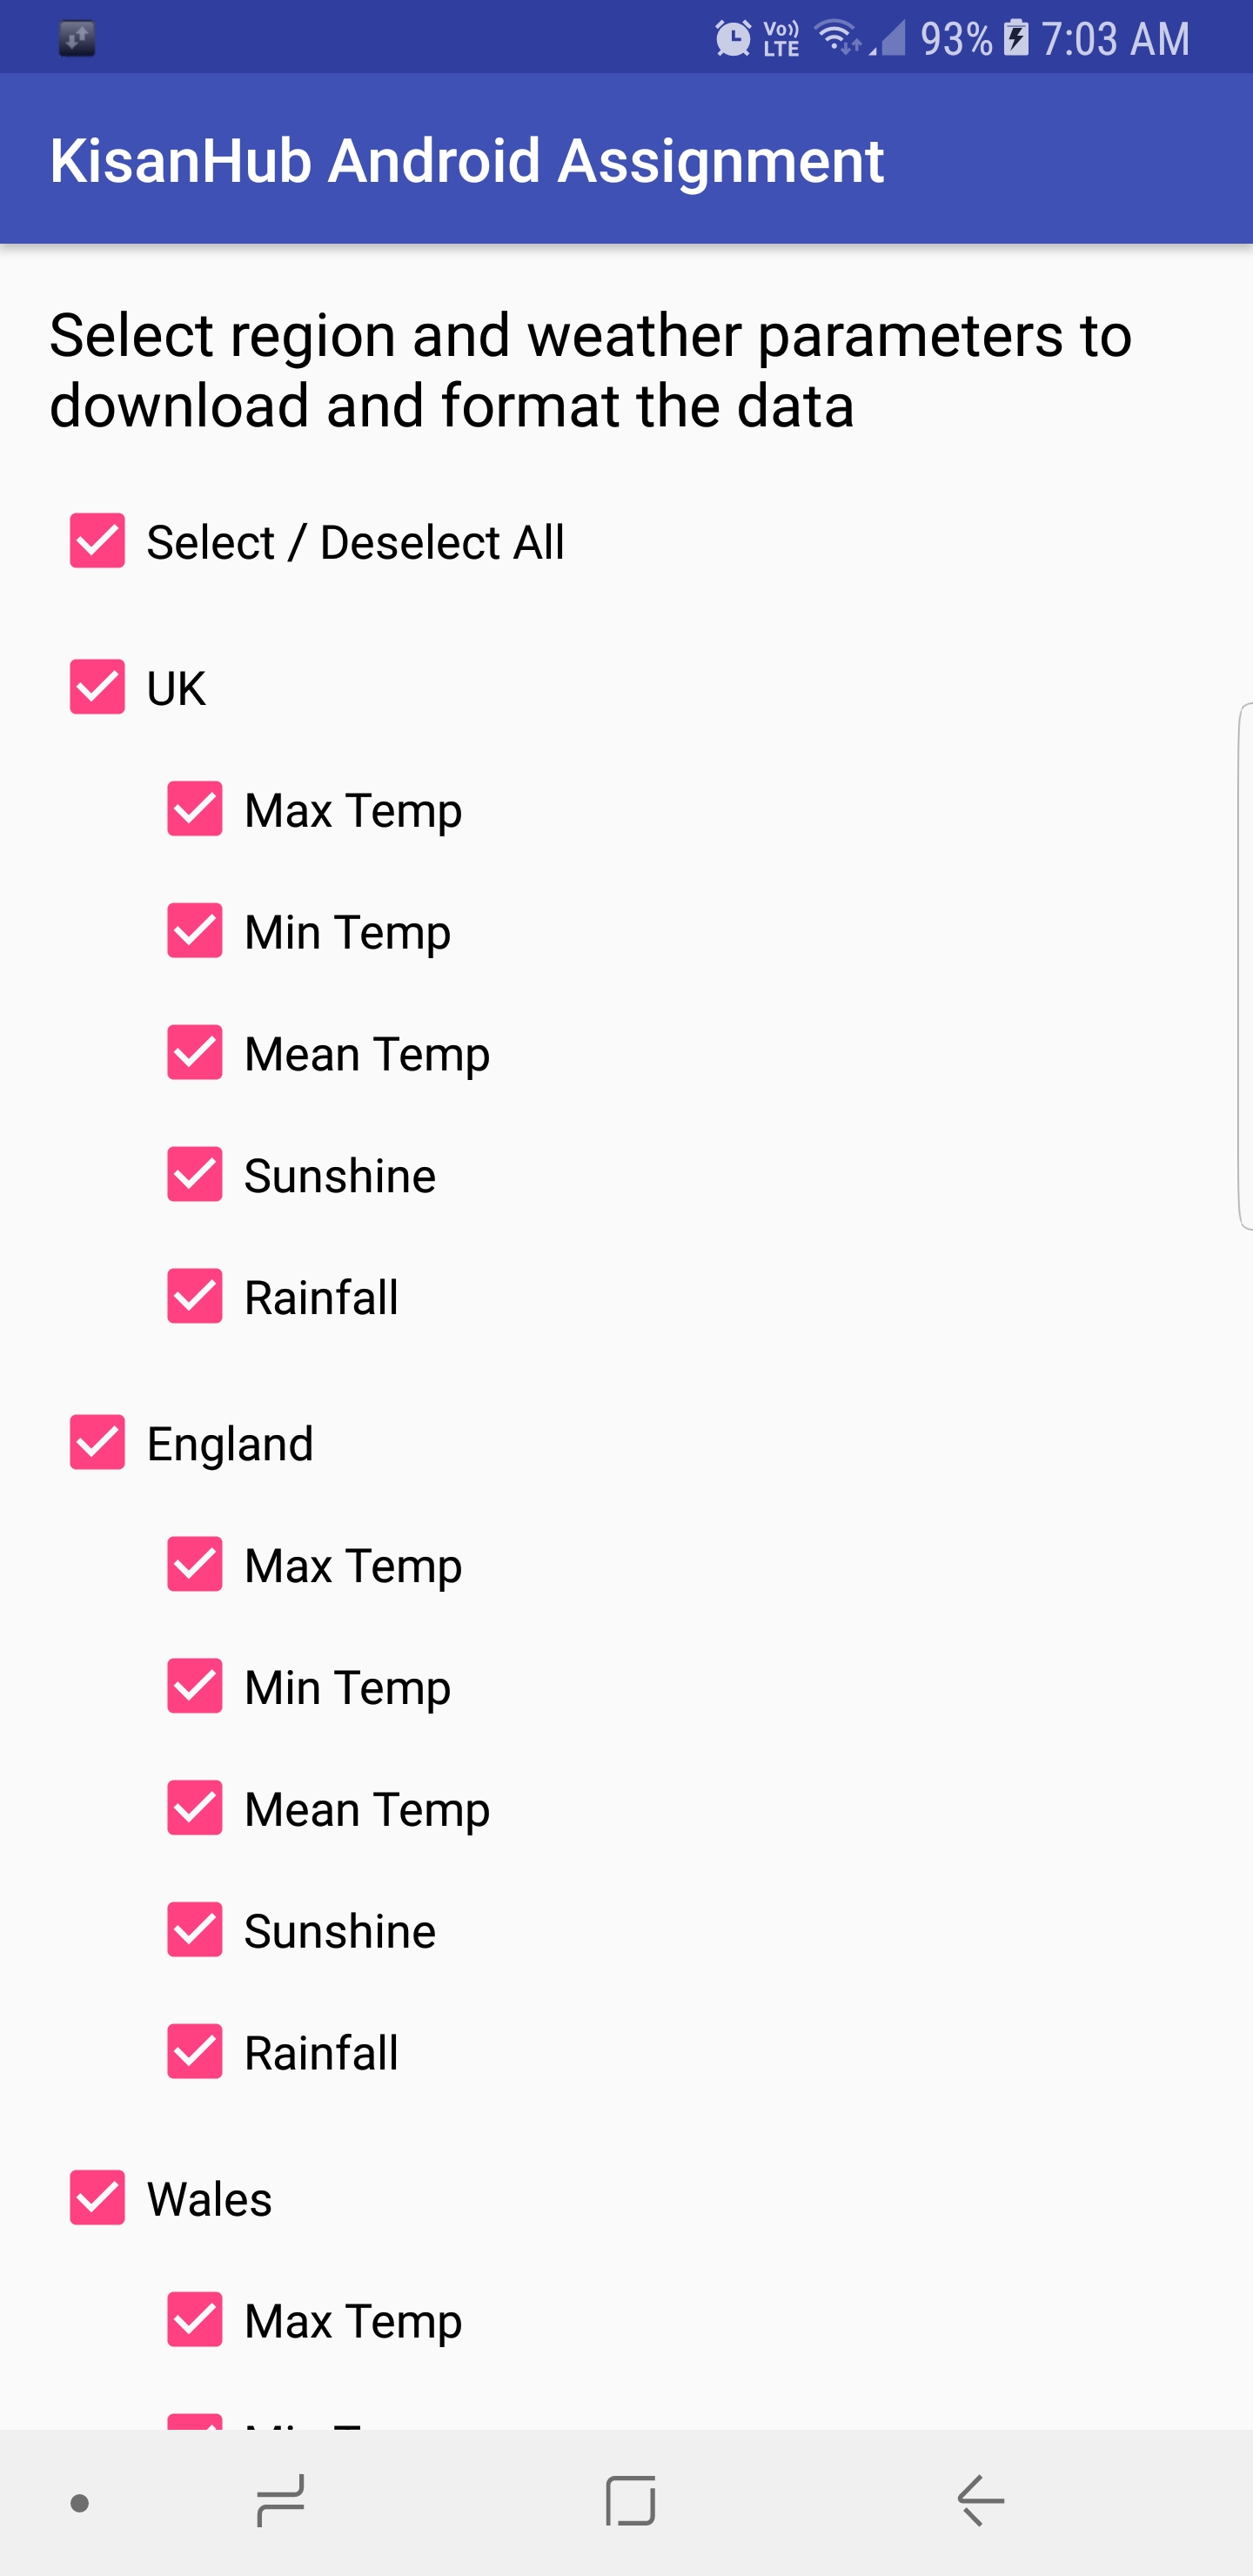 Vo)) LTE 93% 7:03 AM
KisanHub Android Assignment
Select region and weather parameters to
download and format the data
Select / Deselect All
UK
Max Temp
Min Temp
Mean Temp
Sunshine
Rainfall
England
Max Temp
Min Temp
Mean Temp
Sunshine
Rainfall
Wales
Max Temp